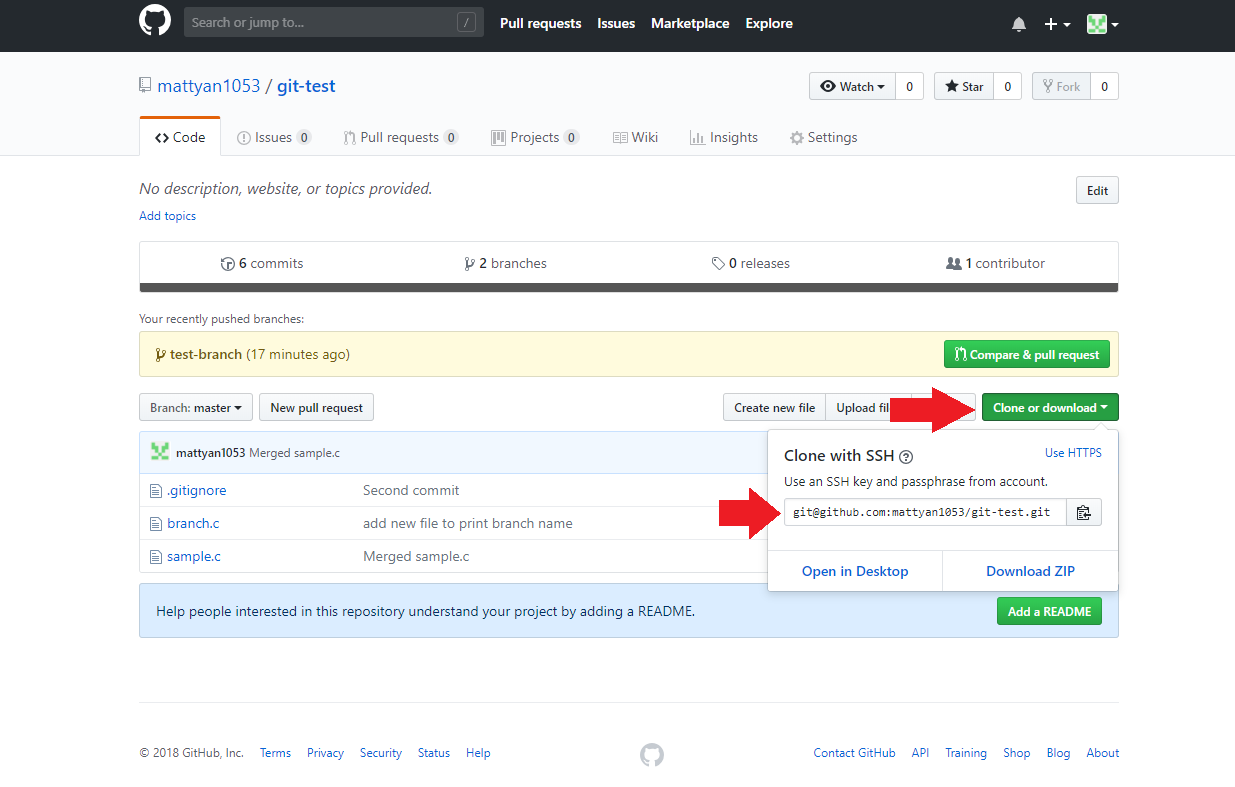 Search or jump to... / Pull requests Issues Marketplace Explore
mattyan1053 / git-test Watch 0 Star 0 Fork 0
Code Issues 0 Pull requests 0 Projects 0 Wiki Insights Settings
No description, website, or topics provided. Edit
Add topics
6 commits 2 branches 0 releases 1 contributor
Your recently pushed branches:
test-branch (17 minutes ago) Compare & pull request
Branch: master New pull request Create new file Upload Clone or download
mattyan1053 Merged sample.c
.gitignore Second commit
branch.c add new file to print branch name
sample.c Merged sample.c
Clone with SSH Use HTTPS
Use an SSH key and passphrase from account.
git@github.com:mattyan1053/git-test.git
Open in Desktop Download ZIP
Help people interested in this repository understand your project by adding a README. Add a README
© 2018 GitHub, Inc. Terms Privacy Security Status Help Contact GitHub API Training Shop Blog About